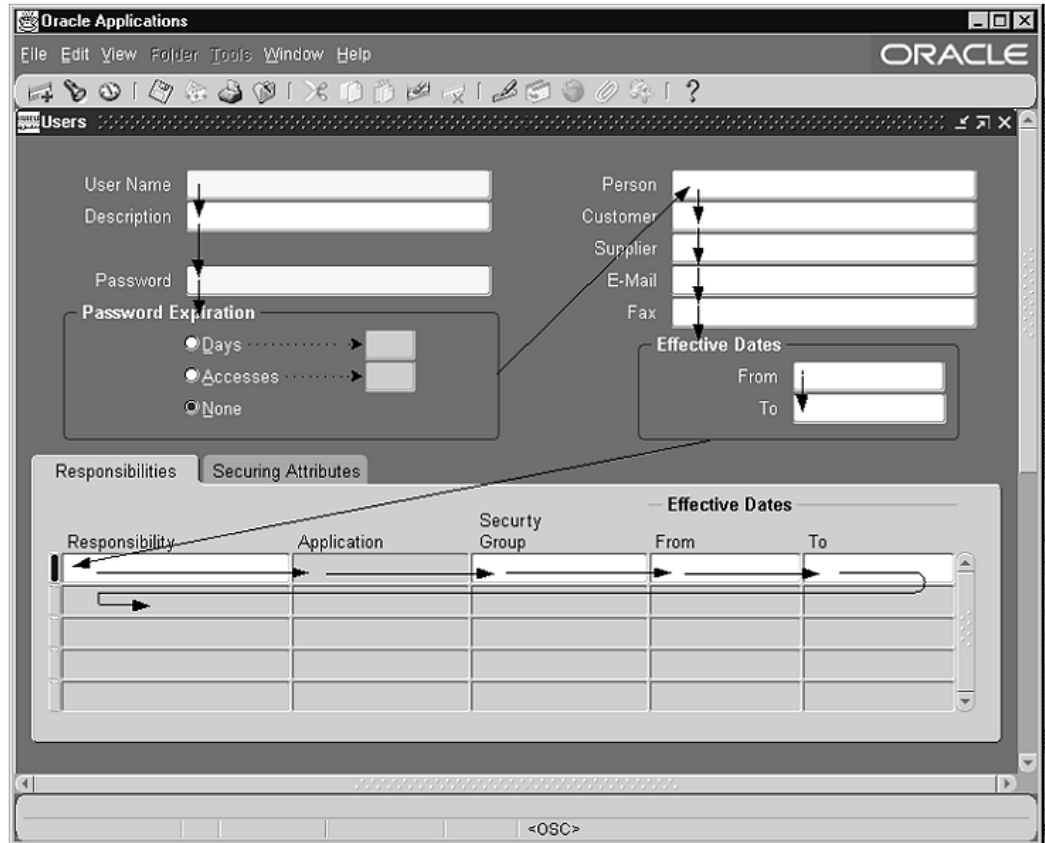 Oracle Applications
File Edit View Folder Tools Window Help
ORACLE
Users
User Name
Description
Password
Password Expiration
Days
Accesses
None
Person
Customer
Supplier
E-Mail
Fax
Effective Dates
From
To
Responsibilities
Securing Attributes
Effective Dates
Responsibility
Application
Securty
Group
From
To
<OSC>